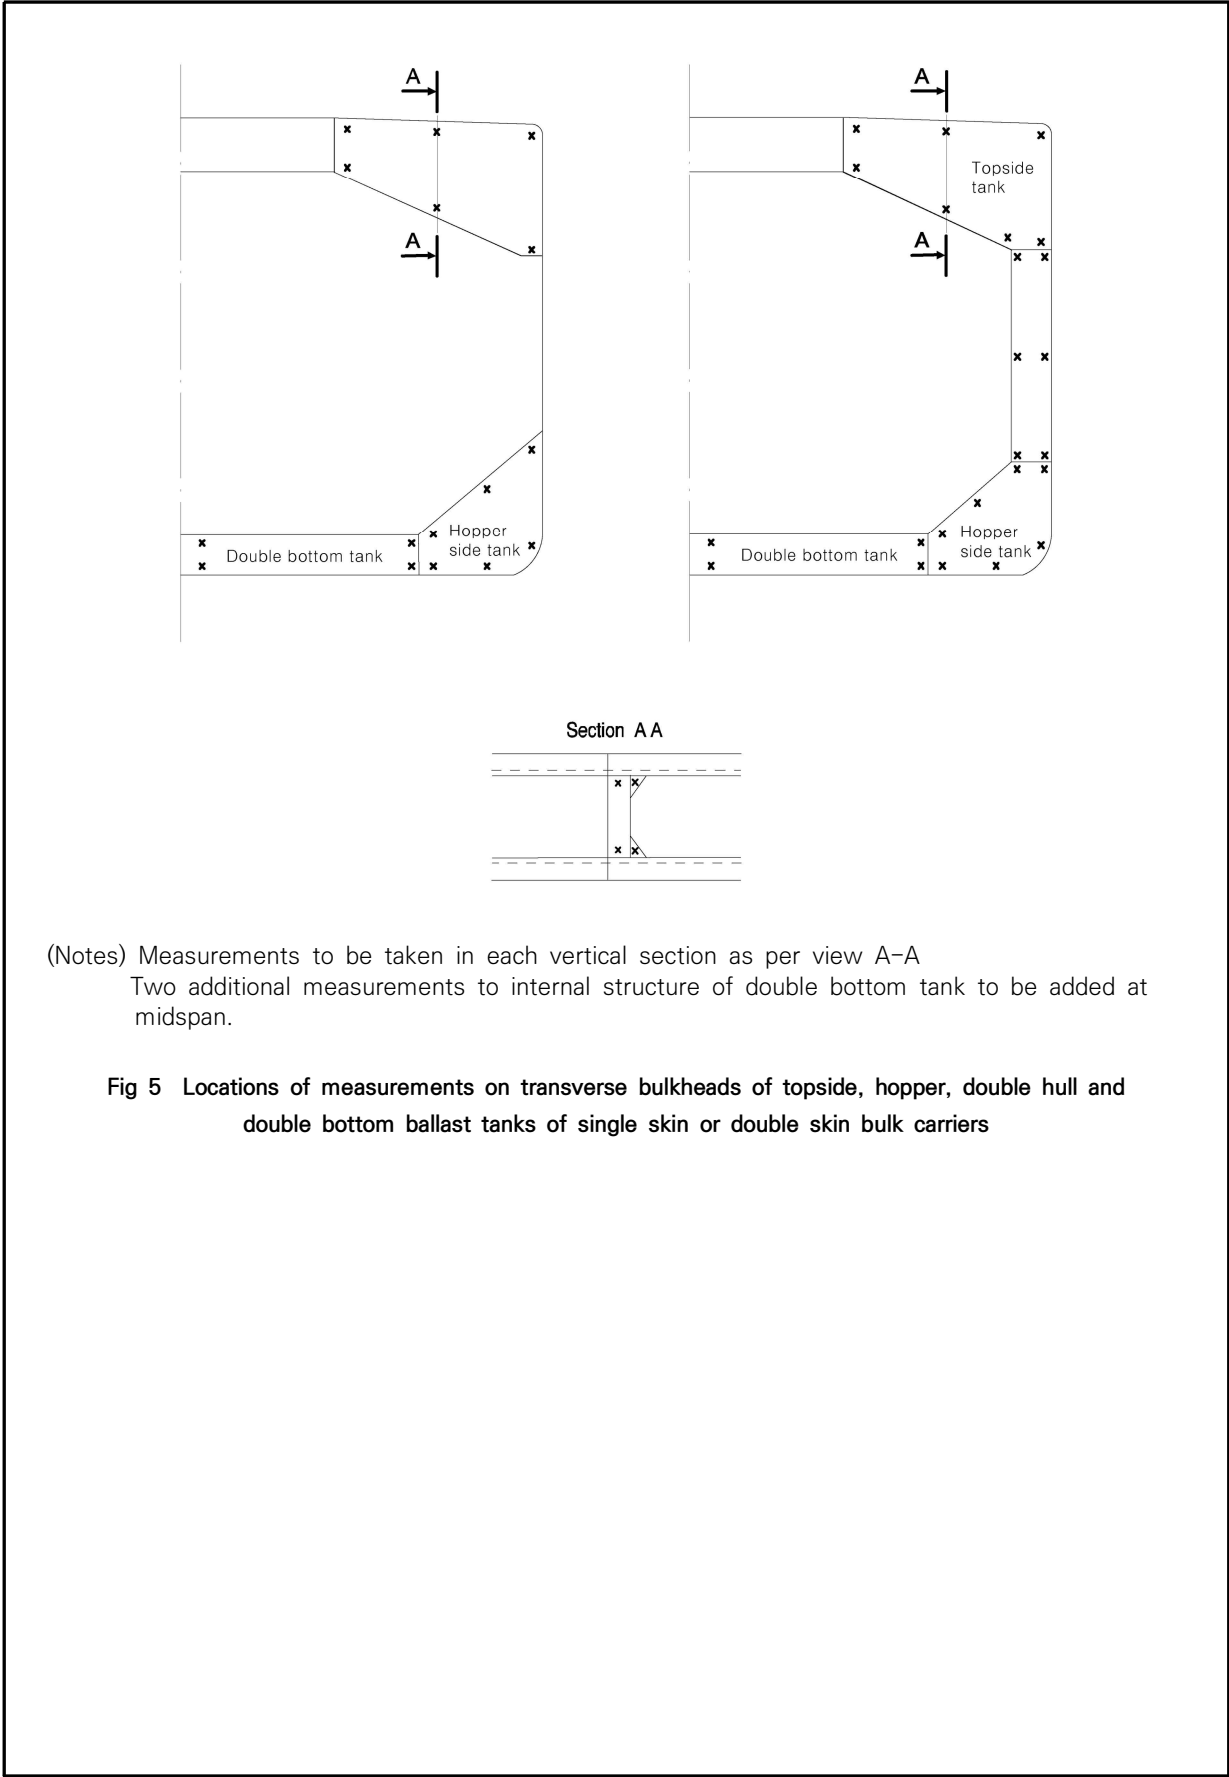 A A
Topside
tank
A A
Hopper
side tank
Double bottom tank
Hopper
side tank
Double bottom tank
Section A A
(Notes) Measurements to be taken in each vertical section as per view A-A
Two additional measurements to internal structure of double bottom tank to be added at
midspan.
Fig 5 Locations of measurements on transverse bulkheads of topside, hopper, double hull and
double bottom ballast tanks of single skin or double skin bulk carriers